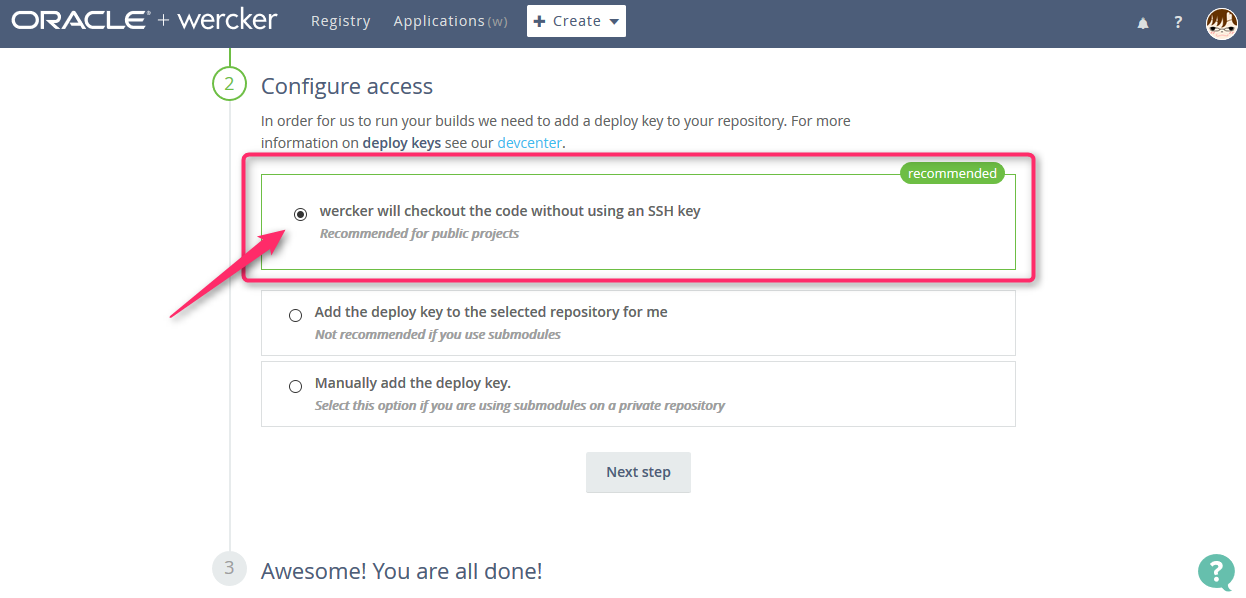 ORACLE® + wercker Registry Applications(w) + Create ? 
2 Configure access
In order for us to run your builds we need to add a deploy key to your repository. For more
information on deploy keys see our devcenter.
recommended
wercker will checkout the code without using an SSH key
Recommended for public projects
Add the deploy key to the selected repository for me
Not recommended if you use submodules
Manually add the deploy key.
Select this option if you are using submodules on a private repository
Next step
3 Awesome! You are all done!
?